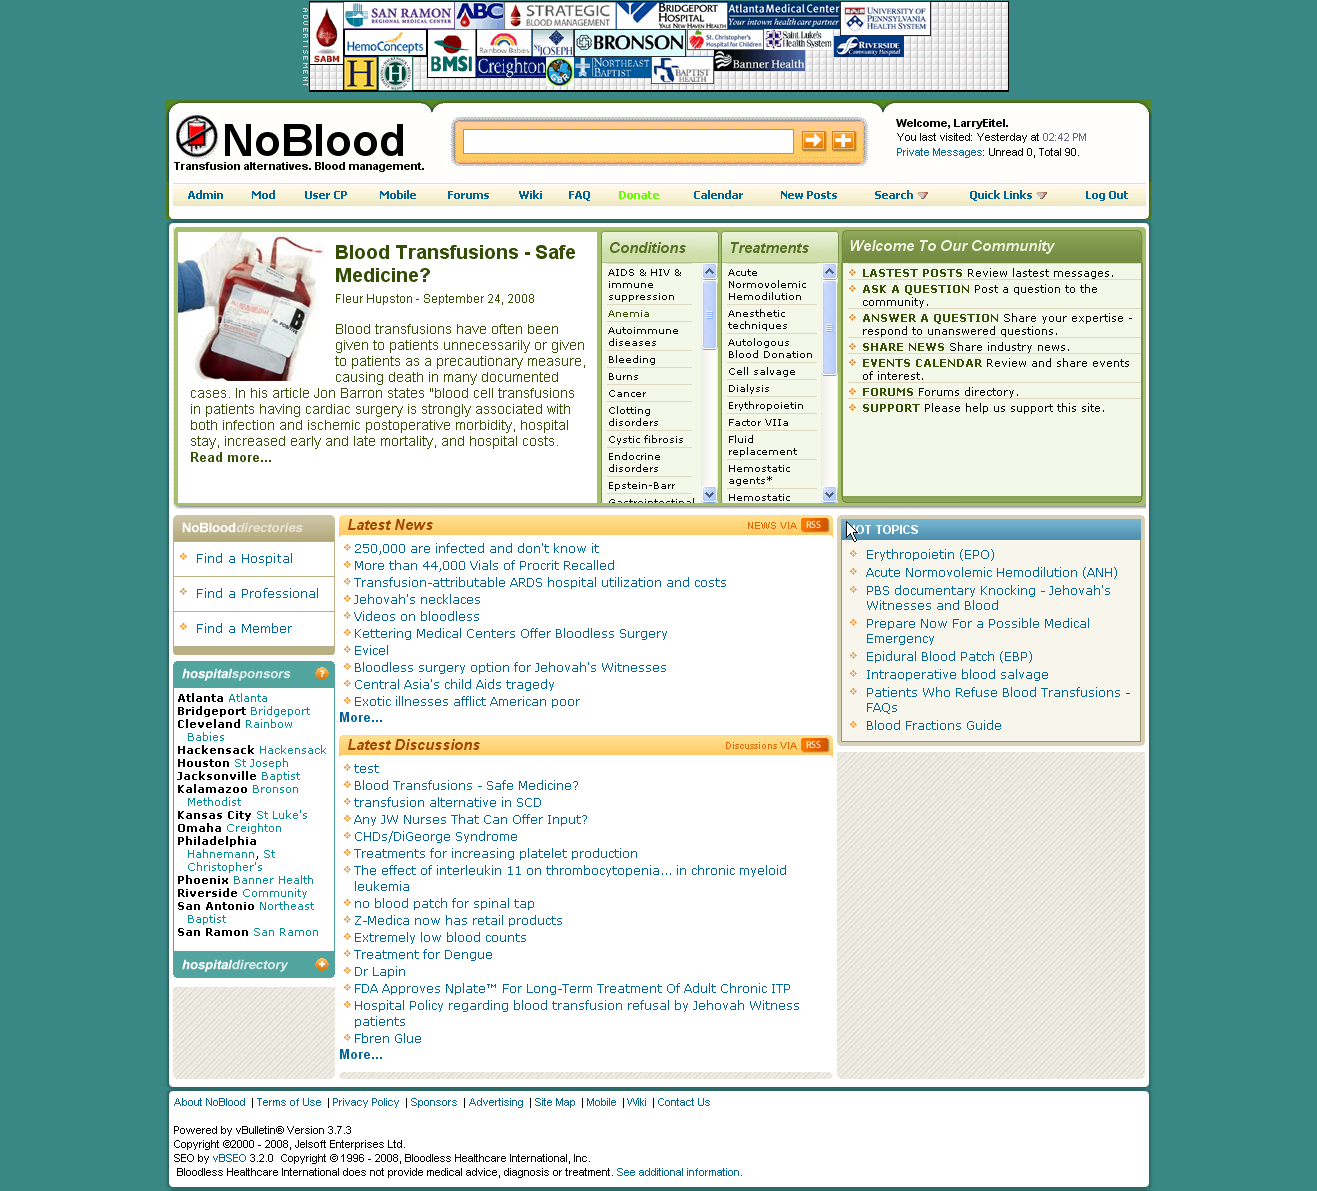 ADVERTISEMENT
SABM
SAN RAMON
REGIONAL MEDICAL CENTER
ABC
STRATEGIC
BLOOD MANAGEMENT
BRIDGEPORT
HOSPITAL
YALE NEW HAVEN HEALTH
Atlanta Medical Center
Your intown health care partner
UNIVERSITY OF
PENNSYLVANIA
HEALTH SYSTEM
HemoConcepts
BMSI
Rainbow Babies
ST JOSEPH
BRONSON
St. Christopher's
Hospital for Children
Saint Luke's
Health System
RIVERSIDE
Community Hospital
H
H
Creighton
NORTHEAST
BAPTIST
BAPTIST
HEALTH
Banner Health
NoBlood
Transfusion alternatives. Blood management.
Welcome, LarryEitel.
You last visited: Yesterday at 02:42 PM
Private Messages: Unread 0, Total 90.
Admin Mod User CP Mobile Forums Wiki FAQ Donate Calendar New Posts Search Quick Links Log Out
Blood Transfusions - Safe
Medicine?
Fleur Hupston - September 24, 2008
Blood transfusions have often been
given to patients unnecessarily or given
to patients as a precautionary measure,
causing death in many documented
cases. In his article Jon Barron states "blood cell transfusions
in patients having cardiac surgery is strongly associated with
both infection and ischemic postoperative morbidity, hospital
stay, increased early and late mortality, and hospital costs.
Read more...
B
Conditions
AIDS & HIV &
immune
suppression
Anemia
Autoimmune
diseases
Bleeding
Burns
Cancer
Clotting
disorders
Cystic fibrosis
Endocrine
disorders
Epstein-Barr
Gastrointestinal
Treatments
Acute
Normovolemic
Hemodilution
Anesthetic
techniques
Autologous
Blood Donation
Cell salvage
Dialysis
Erythropoietin
Factor VIIa
Fluid
replacement
Hemostatic
agents*
Hemostatic
Welcome To Our Community
LASTEST POSTS Review lastest messages.
ASK A QUESTION Post a question to the
community.
ANSWER A QUESTION Share your expertise -
respond to unanswered questions.
SHARE NEWS Share industry news.
EVENTS CALENDAR Review and share events
of interest.
FORUMS Forums directory.
SUPPORT Please help us support this site.
NoBlooddirectories
Find a Hospital
Find a Professional
Find a Member
hospitalsponsors ?
Atlanta Atlanta
Bridgeport Bridgeport
Cleveland Rainbow
Babies
Hackensack Hackensack
Houston St Joseph
Jacksonville Baptist
Kalamazoo Bronson
Methodist
Kansas City St Luke's
Omaha Creighton
Philadelphia
Hahnemann, St
Christopher's
Phoenix Banner Health
Riverside Community
San Antonio Northeast
Baptist
San Ramon San Ramon
hospitaldirectory
Latest News NEWS VIA RSS
250,000 are infected and don't know it
More than 44,000 Vials of Procrit Recalled
Transfusion-attributable ARDS hospital utilization and costs
Jehovah's necklaces
Videos on bloodless
Kettering Medical Centers Offer Bloodless Surgery
Evicel
Bloodless surgery option for Jehovah's Witnesses
Central Asia's child Aids tragedy
Exotic illnesses afflict American poor
More...
Latest Discussions Discussions VIA RSS
test
Blood Transfusions - Safe Medicine?
transfusion alternative in SCD
Any JW Nurses That Can Offer Input?
CHDs/DiGeorge Syndrome
Treatments for increasing platelet production
The effect of interleukin 11 on thrombocytopenia... in chronic myeloid
leukemia
no blood patch for spinal tap
Z-Medica now has retail products
Extremely low blood counts
Treatment for Dengue
Dr Lapin
FDA Approves Nplate™ For Long-Term Treatment Of Adult Chronic ITP
Hospital Policy regarding blood transfusion refusal by Jehovah Witness
patients
Fbren Glue
More...
HOT TOPICS
Erythropoietin (EPO)
Acute Normovolemic Hemodilution (ANH)
PBS documentary Knocking - Jehovah's
Witnesses and Blood
Prepare Now For a Possible Medical
Emergency
Epidural Blood Patch (EBP)
Intraoperative blood salvage
Patients Who Refuse Blood Transfusions -
FAQs
Blood Fractions Guide
About NoBlood | Terms of Use | Privacy Policy | Sponsors | Advertising | Site Map | Mobile | Wiki | Contact Us
Powered by vBulletin® Version 3.7.3
Copyright ©2000 - 2008, Jelsoft Enterprises Ltd.
SEO by vBSEO 3.2.0 Copyright © 1996 - 2008, Bloodless Healthcare International, Inc.
Bloodless Healthcare International does not provide medical advice, diagnosis or treatment. See additional information.